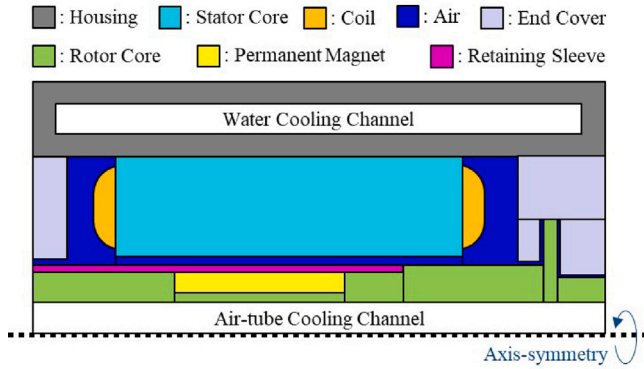 : Housing : Stator Core : Coil : Air : End Cover
: Rotor Core : Permanent Magnet : Retaining Sleeve
Water Cooling Channel
Air-tube Cooling Channel
Axis-symmetry